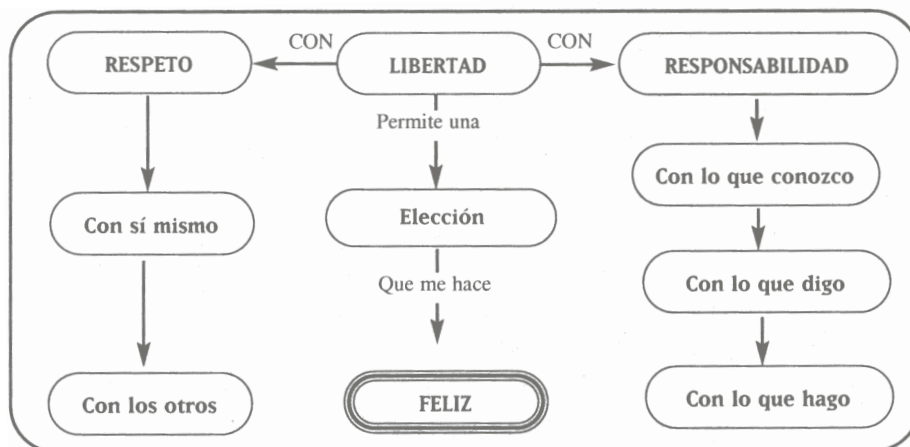 CON
CON
RESPETO
LIBERTAD
RESPONSABILIDAD
Permite una
Con lo que conozco
Con sí mismo
Elección
Que me hace
Con lo que digo
Con los otros
FELIZ
Con lo que hago